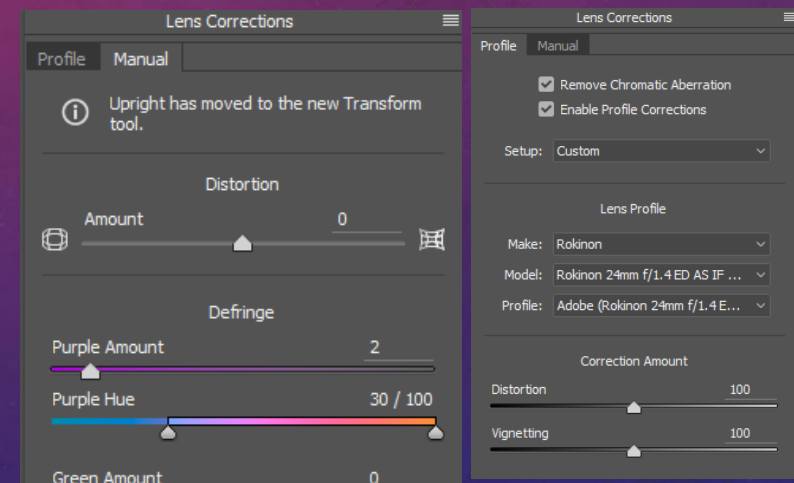 Lens Corrections
Profile Manual
Upright has moved to the new Transform
tool.
Distortion
Amount 0
Defringe
Purple Amount 2
Purple Hue 30 / 100
Green Amount 0
Lens Corrections
Profile Manual
Remove Chromatic Aberration
Enable Profile Corrections
Setup: Custom
Lens Profile
Make: Rokinon
Model: Rokinon 24mm f/1.4 ED AS IF ...
Profile: Adobe (Rokinon 24mm f/1.4 E...
Correction Amount
Distortion 100
Vignetting 100